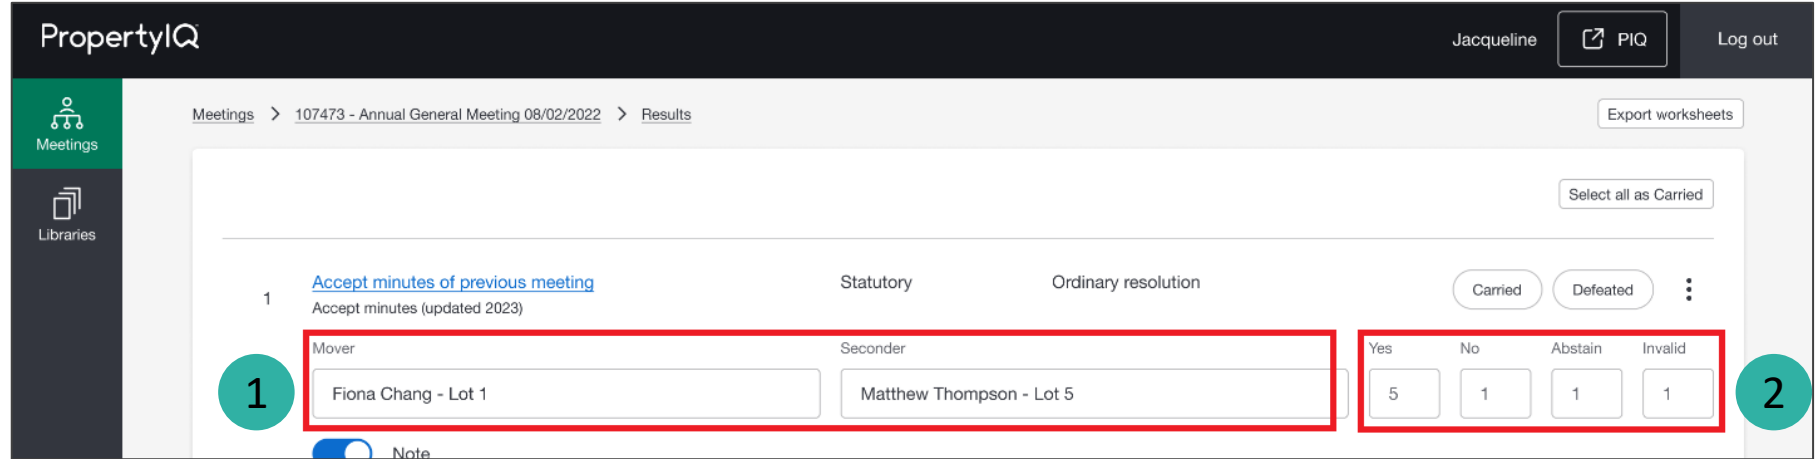 PropertyIQ
Jacqueline
PIQ
Log out
Meetings
Libraries
Meetings > 107473 - Annual General Meeting 08/02/2022 > Results
Export worksheets
Select all as Carried
1
Accept minutes of previous meeting
Accept minutes (updated 2023)
Statutory
Ordinary resolution
Carried
Defeated
1
Mover
Seconder
Fiona Chang - Lot 1
Matthew Thompson - Lot 5
Yes No Abstain Invalid
5 1 1 1
2
Note